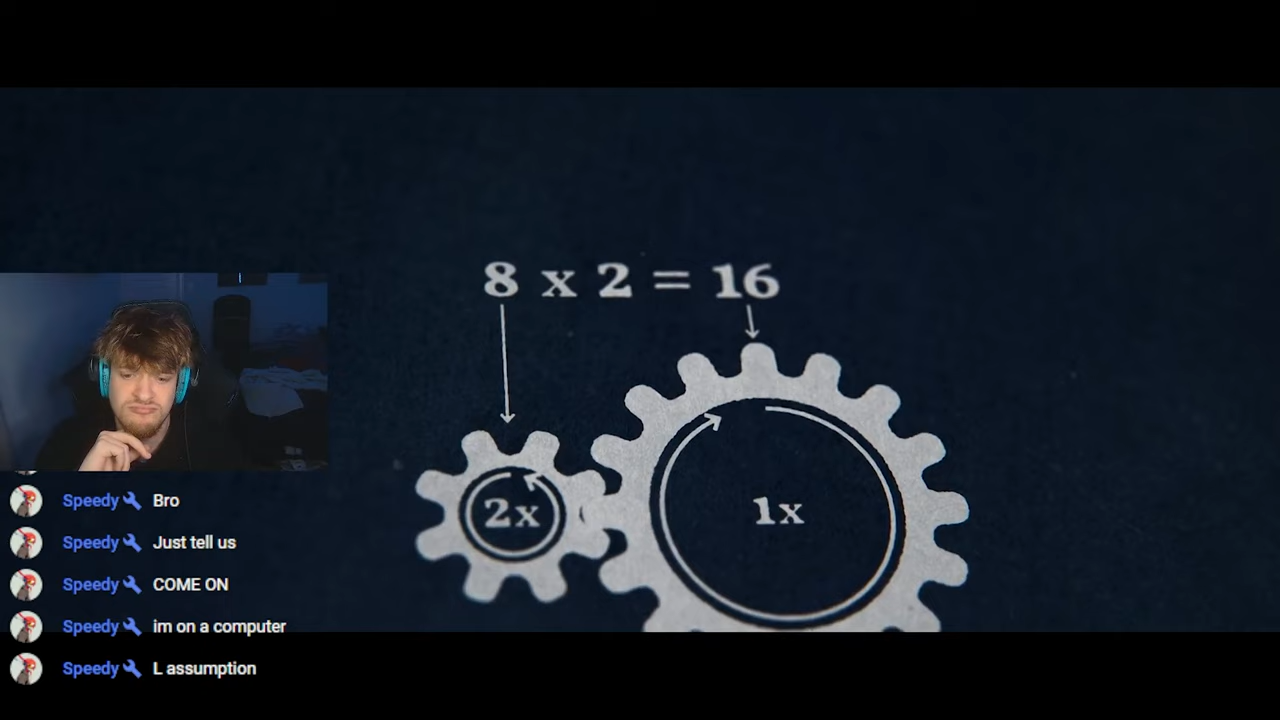 8 x 2 = 16
2x
1x
Speedy Bro
Speedy Just tell us
Speedy COME ON
Speedy im on a computer
Speedy L assumption